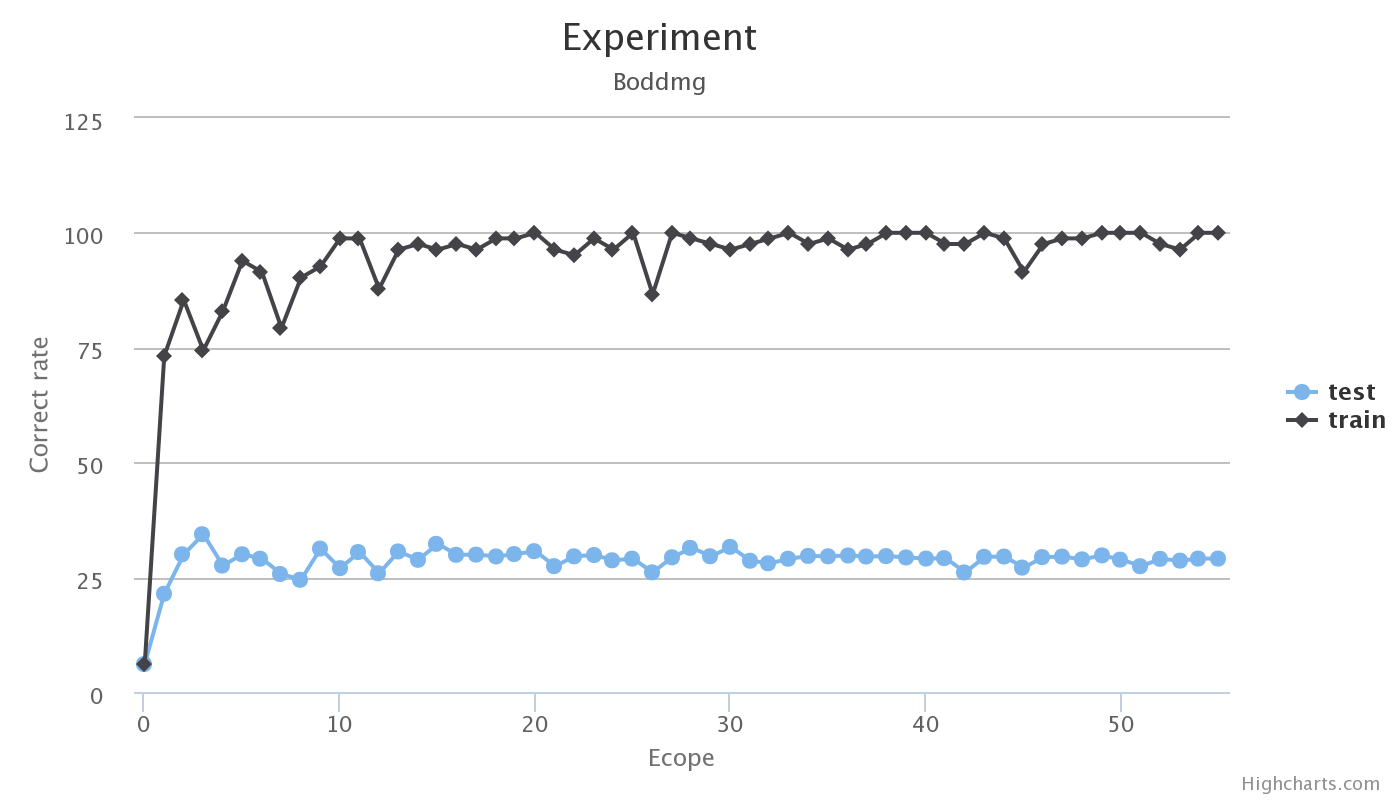 Experiment
Boddmg
125
100
75
50
25
0
Correct rate
0 10 20 30 40 50
Ecope
test
train
Highcharts.com